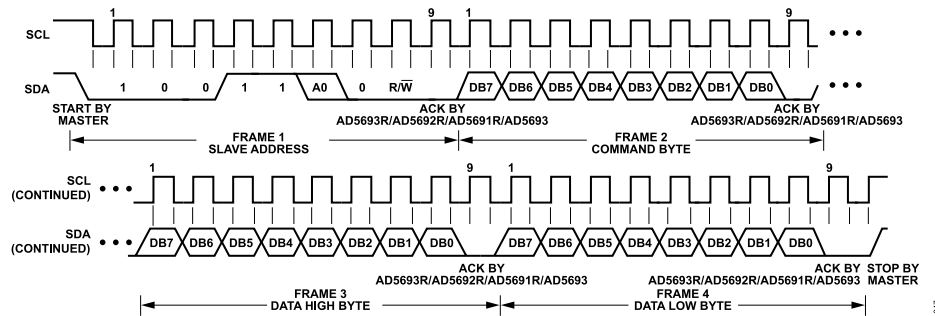 1 9 1 9
SCL
SDA 1 0 0 1 1 A0 0 R/W DB7 DB6 DB5 DB4 DB3 DB2 DB1 DB0
START BY MASTER
ACK BY AD5693R/AD5692R/AD5691R/AD5693
ACK BY AD5693R/AD5692R/AD5691R/AD5693
FRAME 1
SLAVE ADDRESS
FRAME 2
COMMAND BYTE
1 9 1 9
SCL
(CONTINUED)
SDA
(CONTINUED)
DB7 DB6 DB5 DB4 DB3 DB2 DB1 DB0 DB7 DB6 DB5 DB4 DB3 DB2 DB1 DB0
ACK BY
AD5693R/AD5692R/AD5691R/AD5693
ACK BY
AD5693R/AD5692R/AD5691R/AD5693
STOP BY
MASTER
FRAME 3
DATA HIGH BYTE
FRAME 4
DATA LOW BYTE